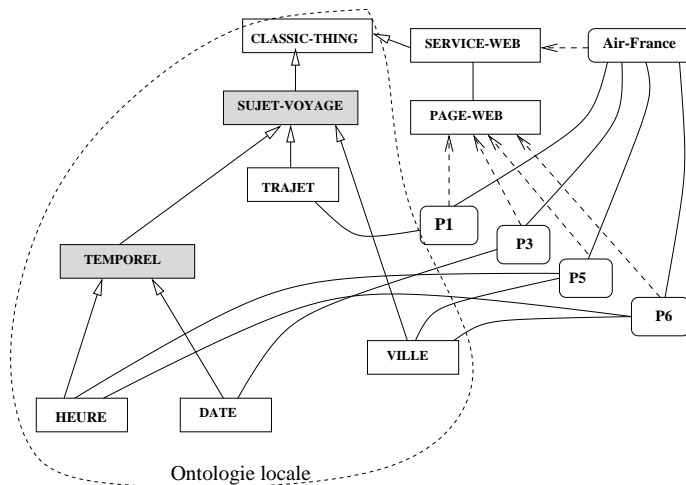 CLASSIC-THING
SERVICE-WEB
Air-France
SUJET-VOYAGE
PAGE-WEB
TRAJET
P1
P3
TEMPOREL
P5
P6
VILLE
HEURE
DATE
Ontologie locale